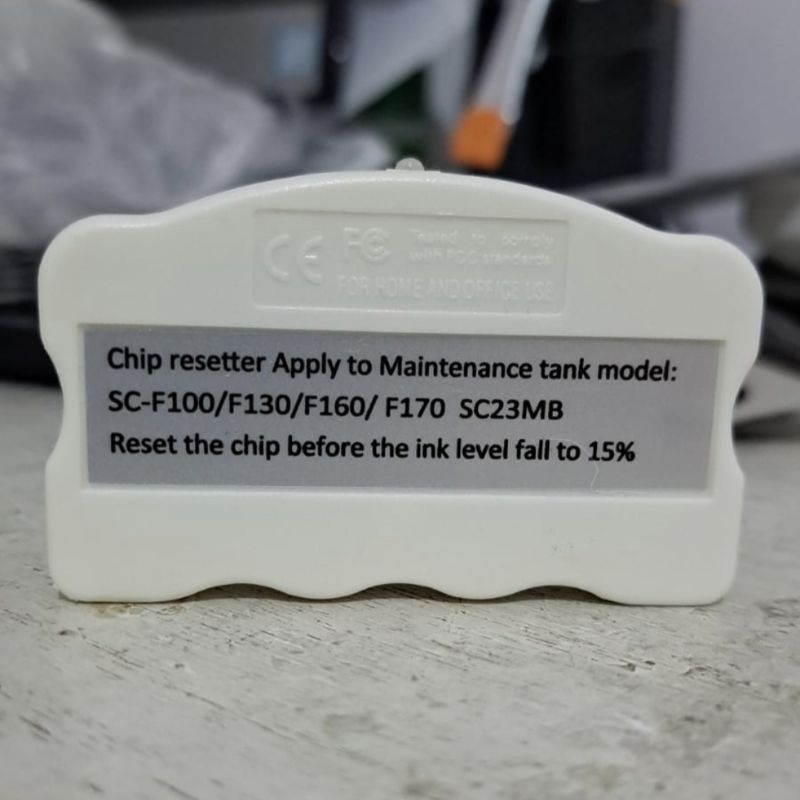 CE FC Tested to comply
with FCC standards
FOR HOME AND OFFICE USE
Chip resetter Apply to Maintenance tank model:
SC-F100/F130/F160/ F170 SC23MB
Reset the chip before the ink level fall to 15%